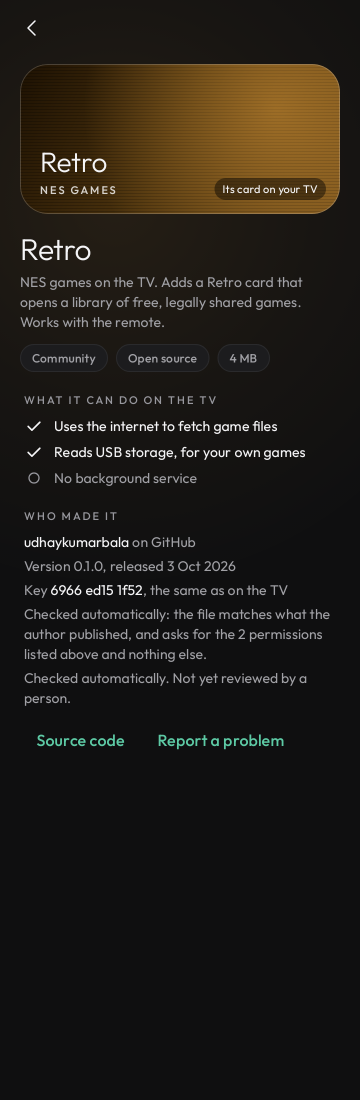 Retro
NES GAMES
Its card on your TV
Retro
NES games on the TV. Adds a Retro card that
opens a library of free, legally shared games.
Works with the remote.
Community
Open source
4 MB
WHAT IT CAN DO ON THE TV
Uses the internet to fetch game files
Reads USB storage, for your own games
No background service
WHO MADE IT
udhaykumarbala on GitHub
Version 0.1.0, released 3 Oct 2026
Key 6966 ed15 1f52, the same as on the TV
Checked automatically: the file matches what the
author published, and asks for the 2 permissions
listed above and nothing else.
Checked automatically. Not yet reviewed by a
person.
Source code
Report a problem